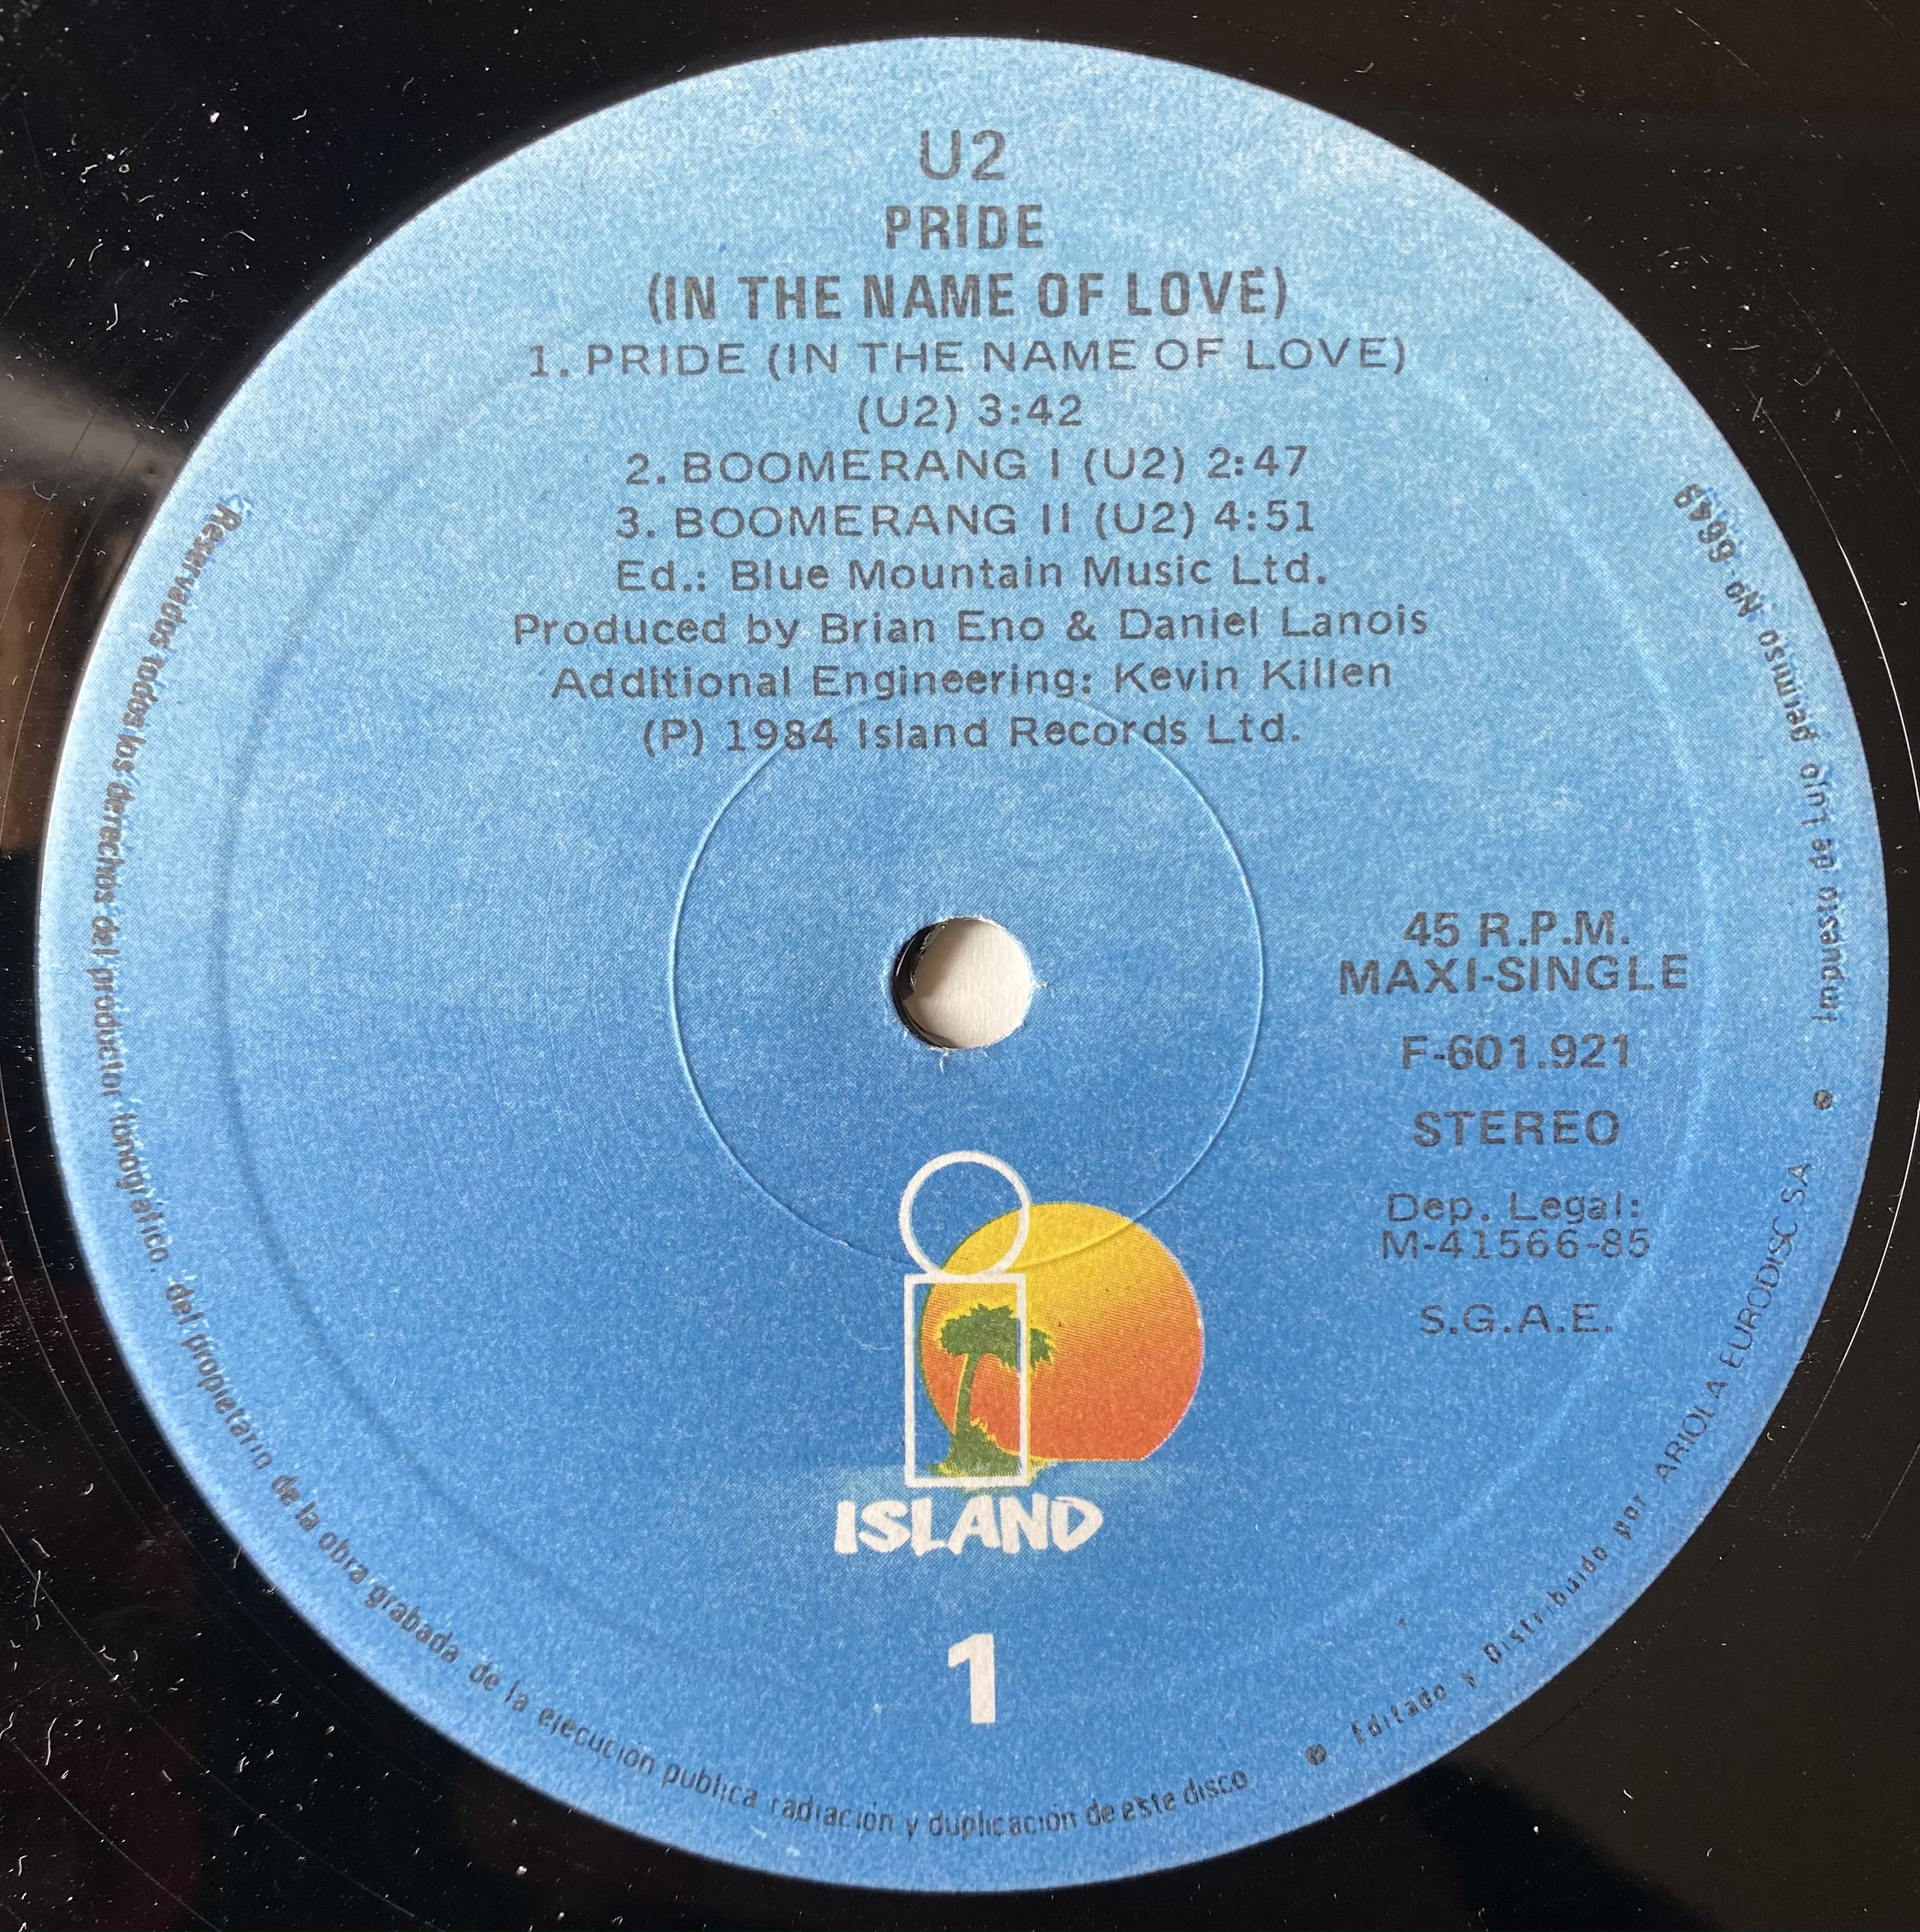 U2
PRIDE
(IN THE NAME OF LOVE)
1. PRIDE (IN THE NAME OF LOVE)
(U2) 3:42
2. BOOMERANG I (U2) 2:47
3. BOOMERANG II (U2) 4:51
Ed.: Blue Mountain Music Ltd.
Produced by Brian Eno & Daniel Lanois
Additional Engineering: Kevin Killen
(P) 1984 Island Records Ltd.
45 R.P.M.
MAXI-SINGLE
F-601.921
STEREO
Dep. Legal:
M-41566-85
S.G.A.E.
ISLAND
1
Reservados todos los derechos del productor fonográfico, del propietario de la obra grabada de la ejecución publica radiación y duplicación de este disco
Editado y Distribuido por ARIOLA EURODISC SA
Impuesto de Lujo permiso No